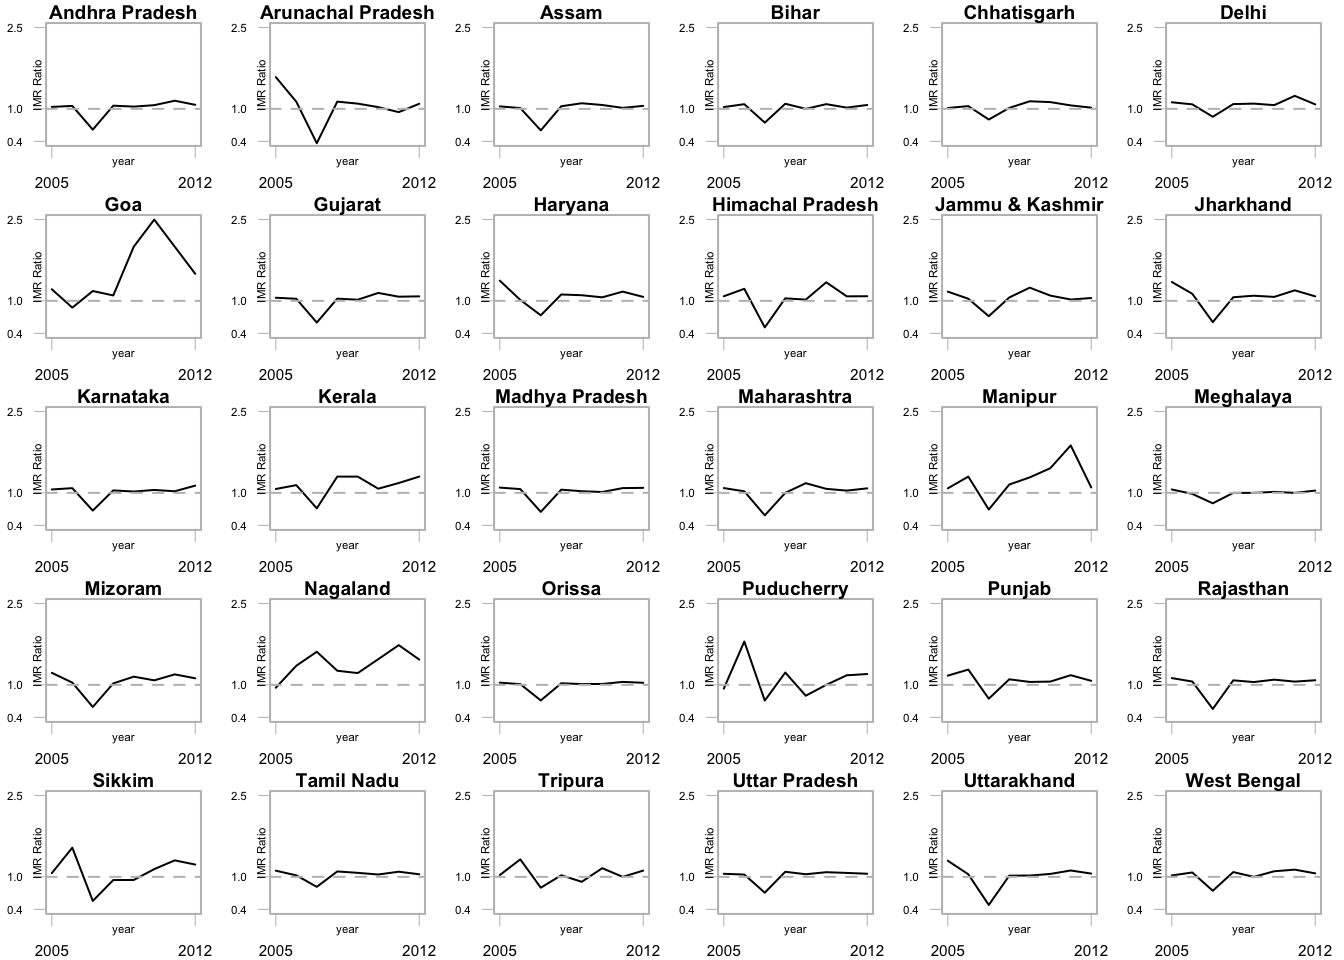 Andhra Pradesh
2.5
1.0
0.4
IMR Ratio
year
2005 2012
Arunachal Pradesh
2.5
1.0
0.4
IMR Ratio
year
2005 2012
Assam
2.5
1.0
0.4
IMR Ratio
year
2005 2012
Bihar
2.5
1.0
0.4
IMR Ratio
year
2005 2012
Chhatisgarh
2.5
1.0
0.4
IMR Ratio
year
2005 2012
Delhi
2.5
1.0
0.4
IMR Ratio
year
2005 2012
Goa
2.5
1.0
0.4
IMR Ratio
year
2005 2012
Gujarat
2.5
1.0
0.4
IMR Ratio
year
2005 2012
Haryana
2.5
1.0
0.4
IMR Ratio
year
2005 2012
Himachal Pradesh
2.5
1.0
0.4
IMR Ratio
year
2005 2012
Jammu & Kashmir
2.5
1.0
0.4
IMR Ratio
year
2005 2012
Jharkhand
2.5
1.0
0.4
IMR Ratio
year
2005 2012
Karnataka
2.5
1.0
0.4
IMR Ratio
year
2005 2012
Kerala
2.5
1.0
0.4
IMR Ratio
year
2005 2012
Madhya Pradesh
2.5
1.0
0.4
IMR Ratio
year
2005 2012
Maharashtra
2.5
1.0
0.4
IMR Ratio
year
2005 2012
Manipur
2.5
1.0
0.4
IMR Ratio
year
2005 2012
Meghalaya
2.5
1.0
0.4
IMR Ratio
year
2005 2012
Mizoram
2.5
1.0
0.4
IMR Ratio
year
2005 2012
Nagaland
2.5
1.0
0.4
IMR Ratio
year
2005 2012
Orissa
2.5
1.0
0.4
IMR Ratio
year
2005 2012
Puducherry
2.5
1.0
0.4
IMR Ratio
year
2005 2012
Punjab
2.5
1.0
0.4
IMR Ratio
year
2005 2012
Rajasthan
2.5
1.0
0.4
IMR Ratio
year
2005 2012
Sikkim
2.5
1.0
0.4
IMR Ratio
year
2005 2012
Tamil Nadu
2.5
1.0
0.4
IMR Ratio
year
2005 2012
Tripura
2.5
1.0
0.4
IMR Ratio
year
2005 2012
Uttar Pradesh
2.5
1.0
0.4
IMR Ratio
year
2005 2012
Uttarakhand
2.5
1.0
0.4
IMR Ratio
year
2005 2012
West Bengal
2.5
1.0
0.4
IMR Ratio
year
2005 2012